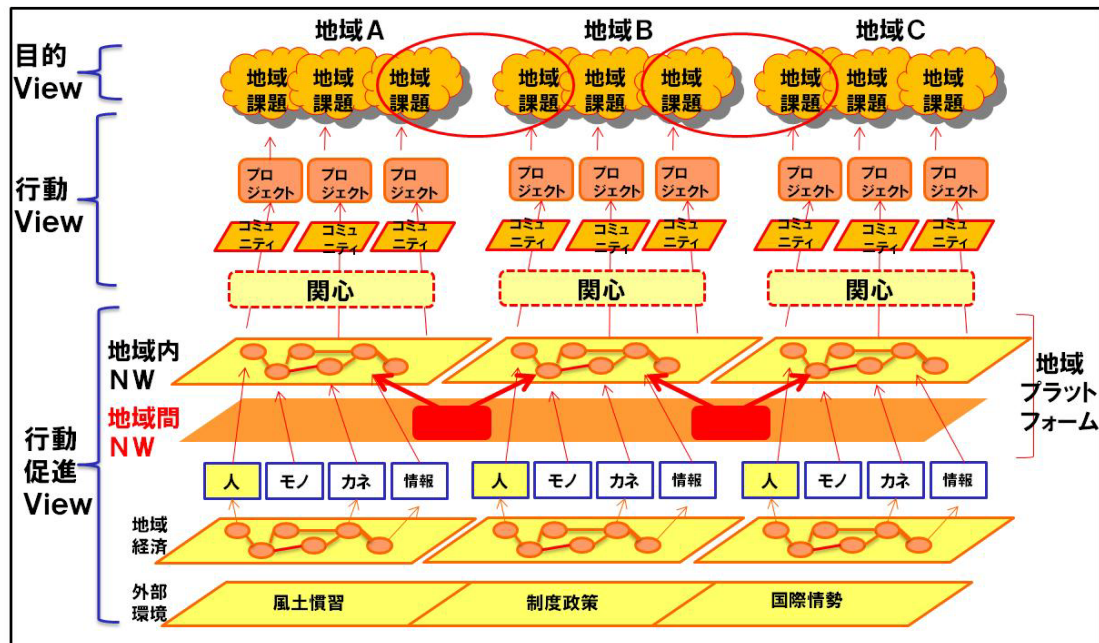 地域A
地域B
地域C
目的
View
地域
課題
地域
課題
地域
課題
地域
課題
地域
課題
地域
課題
地域
課題
地域
課題
地域
課題
行動
View
プロ
ジェクト
プロ
ジェクト
プロ
ジェクト
プロ
ジェクト
プロ
ジェクト
プロ
ジェクト
プロ
ジェクト
プロ
ジェクト
プロ
ジェクト
コミュ
ニティ
コミュ
ニティ
コミュ
ニティ
コミュ
ニティ
コミュ
ニティ
コミュ
ニティ
コミュ
ニティ
コミュ
ニティ
コミュ
ニティ
関心
関心
関心
行動
促進
View
地域内
NW
地域間
NW
地域
プラット
フォーム
人
モノ
カネ
情報
人
モノ
カネ
情報
人
モノ
カネ
情報
地域
経済
外部
環境
風土慣習
制度政策
国際情勢